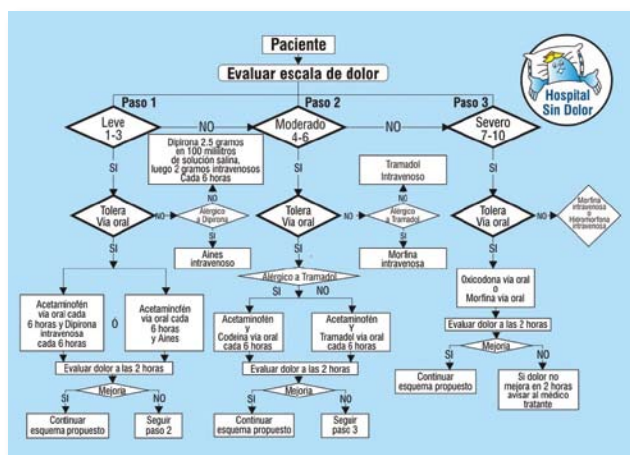 Paciente
Evaluar escala de dolor
Hospital
Sin Dolor
Paso 1
Paso 2
Paso 3
Leve
1-3
NO
Moderado
4-6
NO
Severo
7-10
SI
Dipirona 2.5 gramos
en 100 mililitros
de solución salina,
luego 2 gramos intravenosos
Cada 6 horas
SI
Tramadol
Intravenoso
SI
NO
NO
Tolera
Vía oral
NO
Alérgico
a Dipirona
Tolera
Vía oral
NO
Alérgico
a Tramadol
Tolera
Vía oral
NO
Morfina
intravenosa
o
Hidromorfona
intravenosa
SI
SI
SI
SI
SI
Aines
intravenoso
Morfina
intravenosa
Alérgico a Tramadol
SI
NO
Oxicodona vía oral
o
Morfina vía oral
Acetaminofén
vía oral cada
6 horas y Dipirona
intravenosa
cada 6 horas
Ó
Acetaminofén
vía oral cada
6 horas
y Aines
Acetaminofén
y
Codeina vía oral
cada 6 horas
Acetaminofén
Y
Tramadol vía oral
cada 6 horas
Evaluar dolor a las 2 horas
Mejoría
SI
NO
Evaluar dolor a las 2 horas
Evaluar dolor a las 2 horas
Continuar
esquema propuesto
Si dolor no
mejora en 2 horas
avisar al médico
tratante
Mejoría
SI
NO
Mejoría
SI
NO
Continuar
esquema propuesto
Seguir
paso 2
Continuar
esquema propuesto
Seguir
paso 3